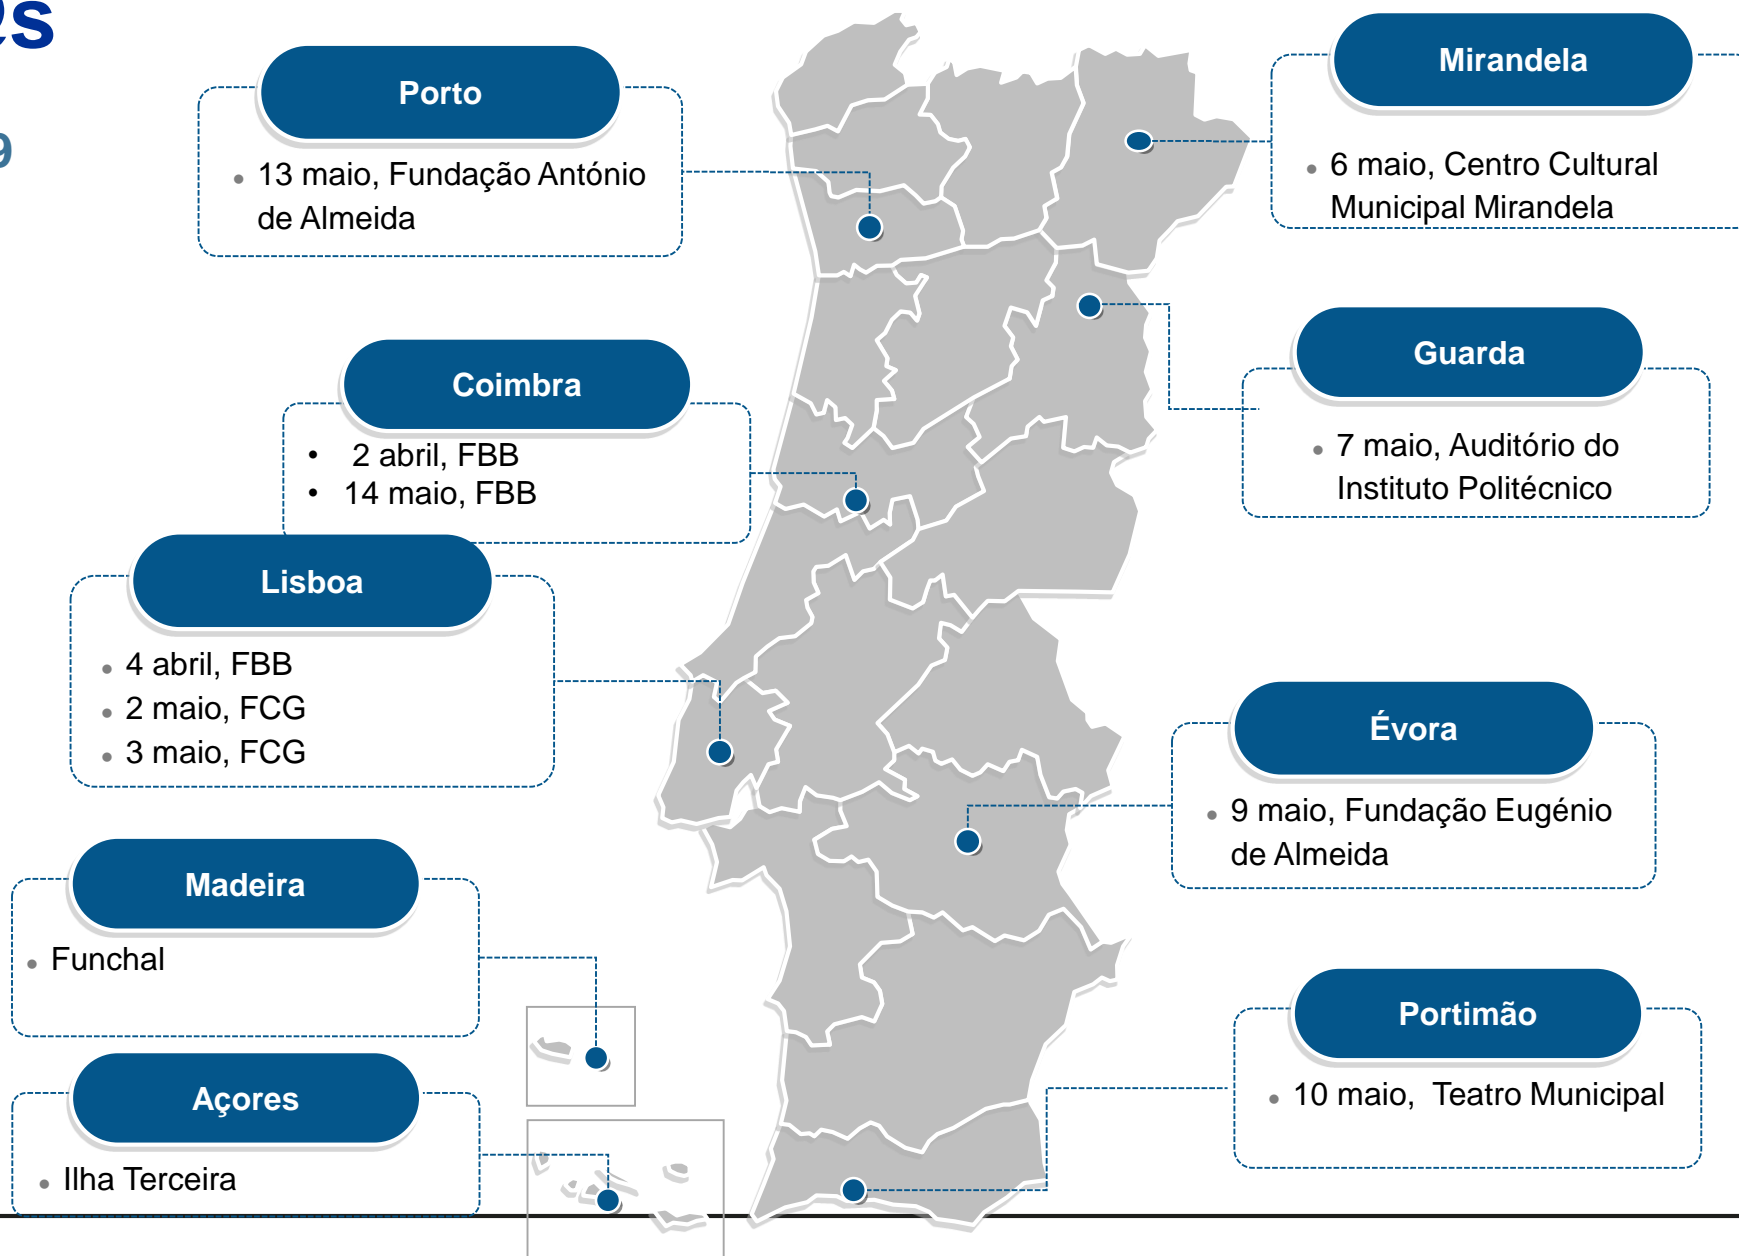 Porto
• 13 maio, Fundação António
de Almeida
Mirandela
• 6 maio, Centro Cultural
Municipal Mirandela
Coimbra
• 2 abril, FBB
• 14 maio, FBB
Guarda
• 7 maio, Auditório do
Instituto Politécnico
Lisboa
• 4 abril, FBB
• 2 maio, FCG
• 3 maio, FCG
Évora
• 9 maio, Fundação Eugénio
de Almeida
Madeira
• Funchal
Portimão
• 10 maio, Teatro Municipal
Açores
• Ilha Terceira